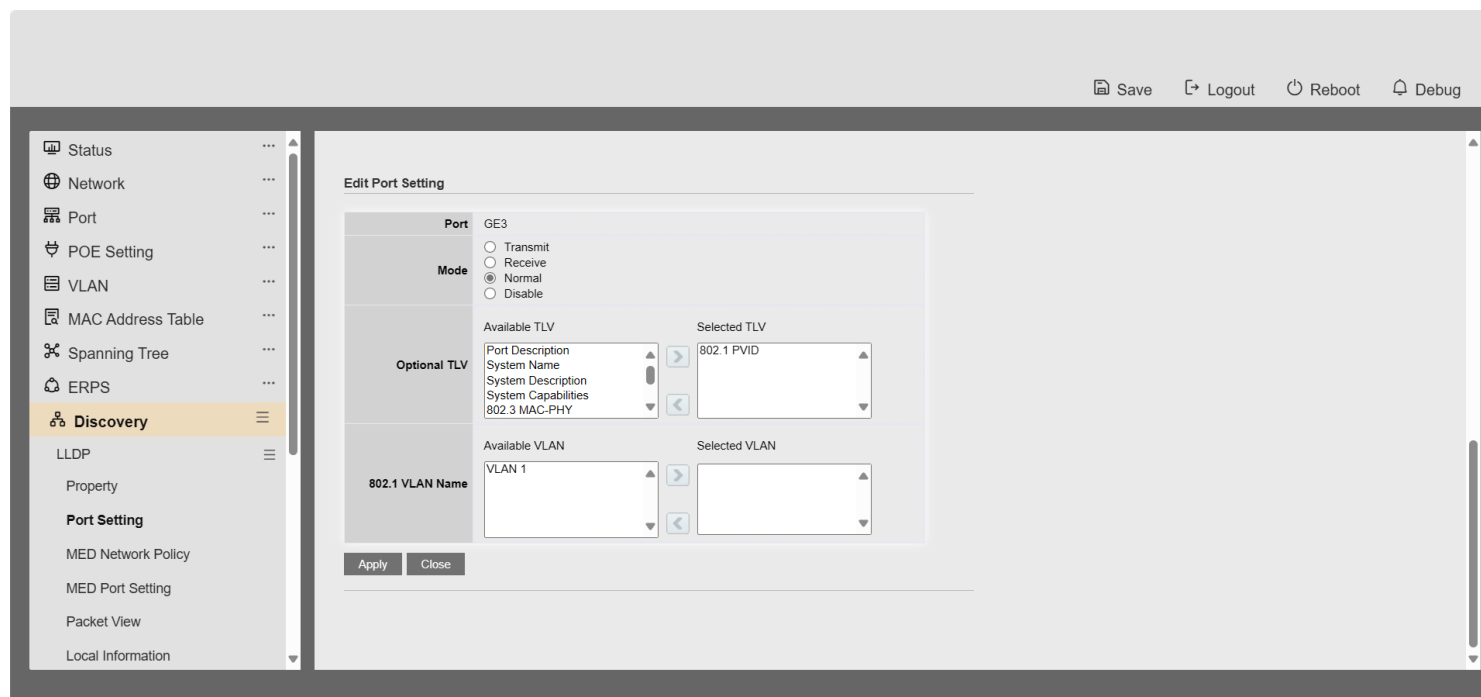 Save Logout Reboot Debug
Status
Network
Port
POE Setting
VLAN
MAC Address Table
Spanning Tree
ERPS
Discovery
LLDP
Property
Port Setting
MED Network Policy
MED Port Setting
Packet View
Local Information
Edit Port Setting
Port GE3
Mode
Transmit
Receive
Normal
Disable
Optional TLV
Available TLV Selected TLV
Port Description
System Name
System Description
System Capabilities
802.3 MAC-PHY
802.1 PVID
802.1 VLAN Name
Available VLAN Selected VLAN
VLAN 1
Apply Close